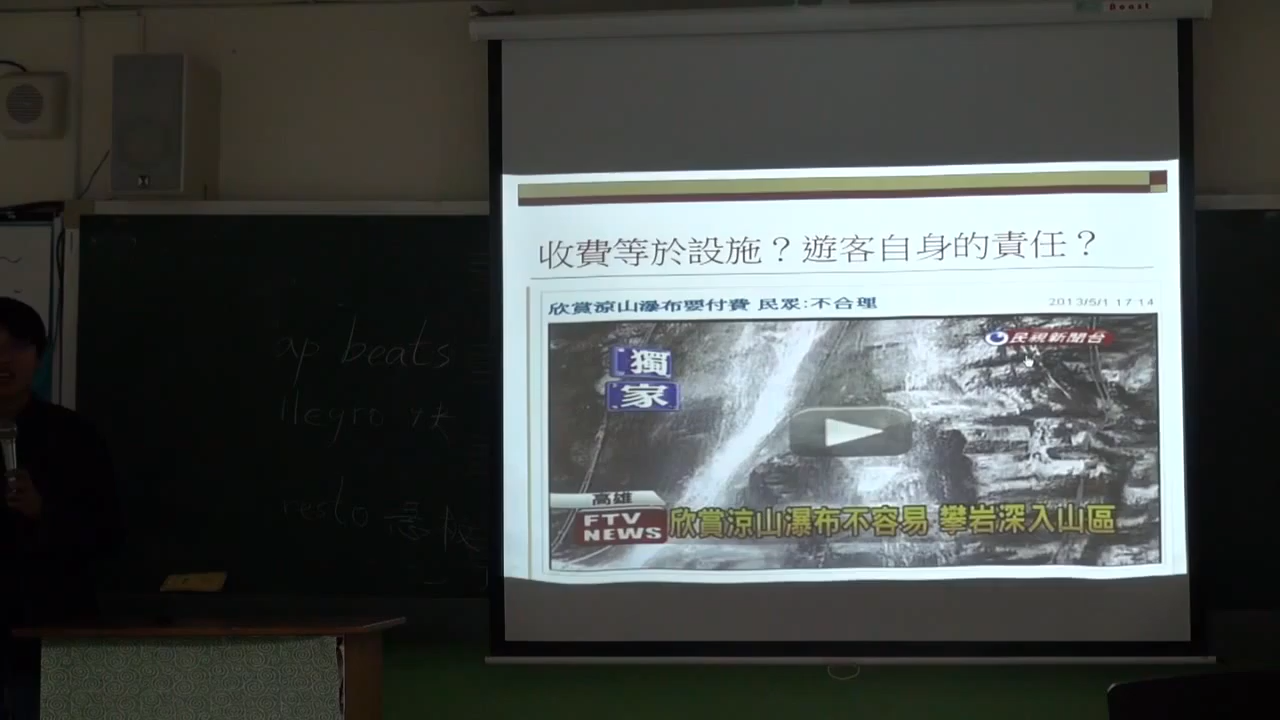 收費等於設施？遊客自身的責任？
欣賞涼山瀑布要付費 民眾:不合理
2013/5/1 17:14
民視新聞台
獨
家
高雄
FTV
NEWS
欣賞涼山瀑布不容易 攀岩深入山區
ap beats
llegro 快